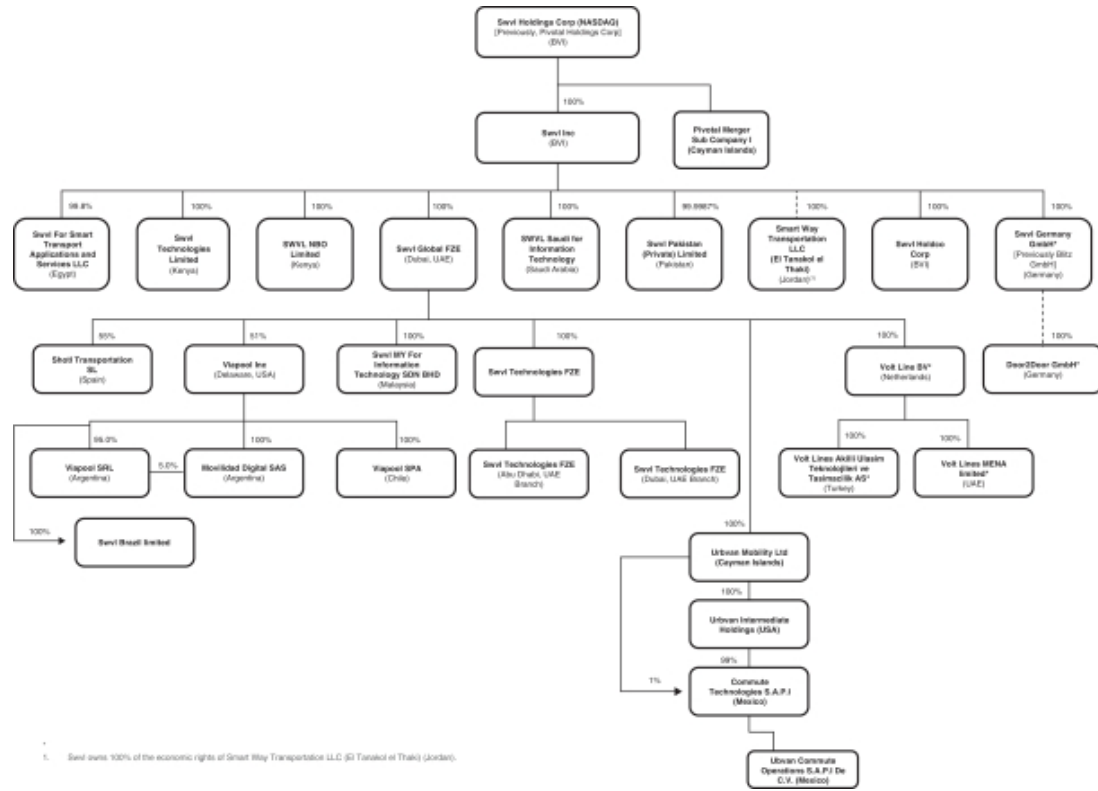 Swvl Holdings Corp (NASDAQ)
[Previously, Pivotal Holdings Corp]
(BVI)
100%
Swvl Inc
(BVI)
Pivotal Merger
Sub Company I
(Cayman Islands)
99.8%
100%
100%
100%
100%
99.9987%
100%
100%
100%
Swvl For Smart
Transport
Applications and
Services LLC
(Egypt)
Swvl
Technologies
Limited
(Kenya)
SWVL NBO
Limited
(Kenya)
Swvl Global FZE
(Dubai, UAE)
SWVL Saudi for
Information
Technology
(Saudi Arabia)
Swvl Pakistan
(Private) Limited
(Pakistan)
Smart Way
Transportation
LLC
(El Tanakol el
Thaki)
(Jordan)(1)
Swvl Holdco
Corp
(BVI)
Swvl Germany
GmbH*
[Previously Blitz
GmbH]
(Germany)
55%
51%
100%
100%
100%
100%
Shotl Transportation
SL
(Spain)
Viapool Inc
(Delaware, USA)
Swvl MY For
Information
Technology SDN BHD
(Malaysia)
Swvl Technologies FZE
Volt Line BV*
(Netherlands)
Door2Door GmbH*
(Germany)
95.0%
100%
100%
100%
100%
Viapool SRL
(Argentina)
5.0%
Movilidad Digital SAS
(Argentina)
Viapool SPA
(Chile)
Swvl Technologies FZE
(Abu Dhabi, UAE
Branch)
Swvl Technologies FZE
(Dubai, UAE Branch)
Volt Lines Akilli Ulasim
Teknolojileri ve
Tasimacilik AS*
(Turkey)
Volt Lines MENA
limited*
(UAE)
100%
Swvl Brazil limited
100%
Urbvan Mobility Ltd
(Cayman Islands)
100%
Urbvan Intermediate
Holdings (USA)
99%
1%
Commute
Technologies S.A.P.I
(Mexico)
Ubvan Commute
Operations S.A.P.I De
C.V. (Mexico)
*
1. Swvl owns 100% of the economic rights of Smart Way Transportation LLC (El Tanakol el Thaki) (Jordan).